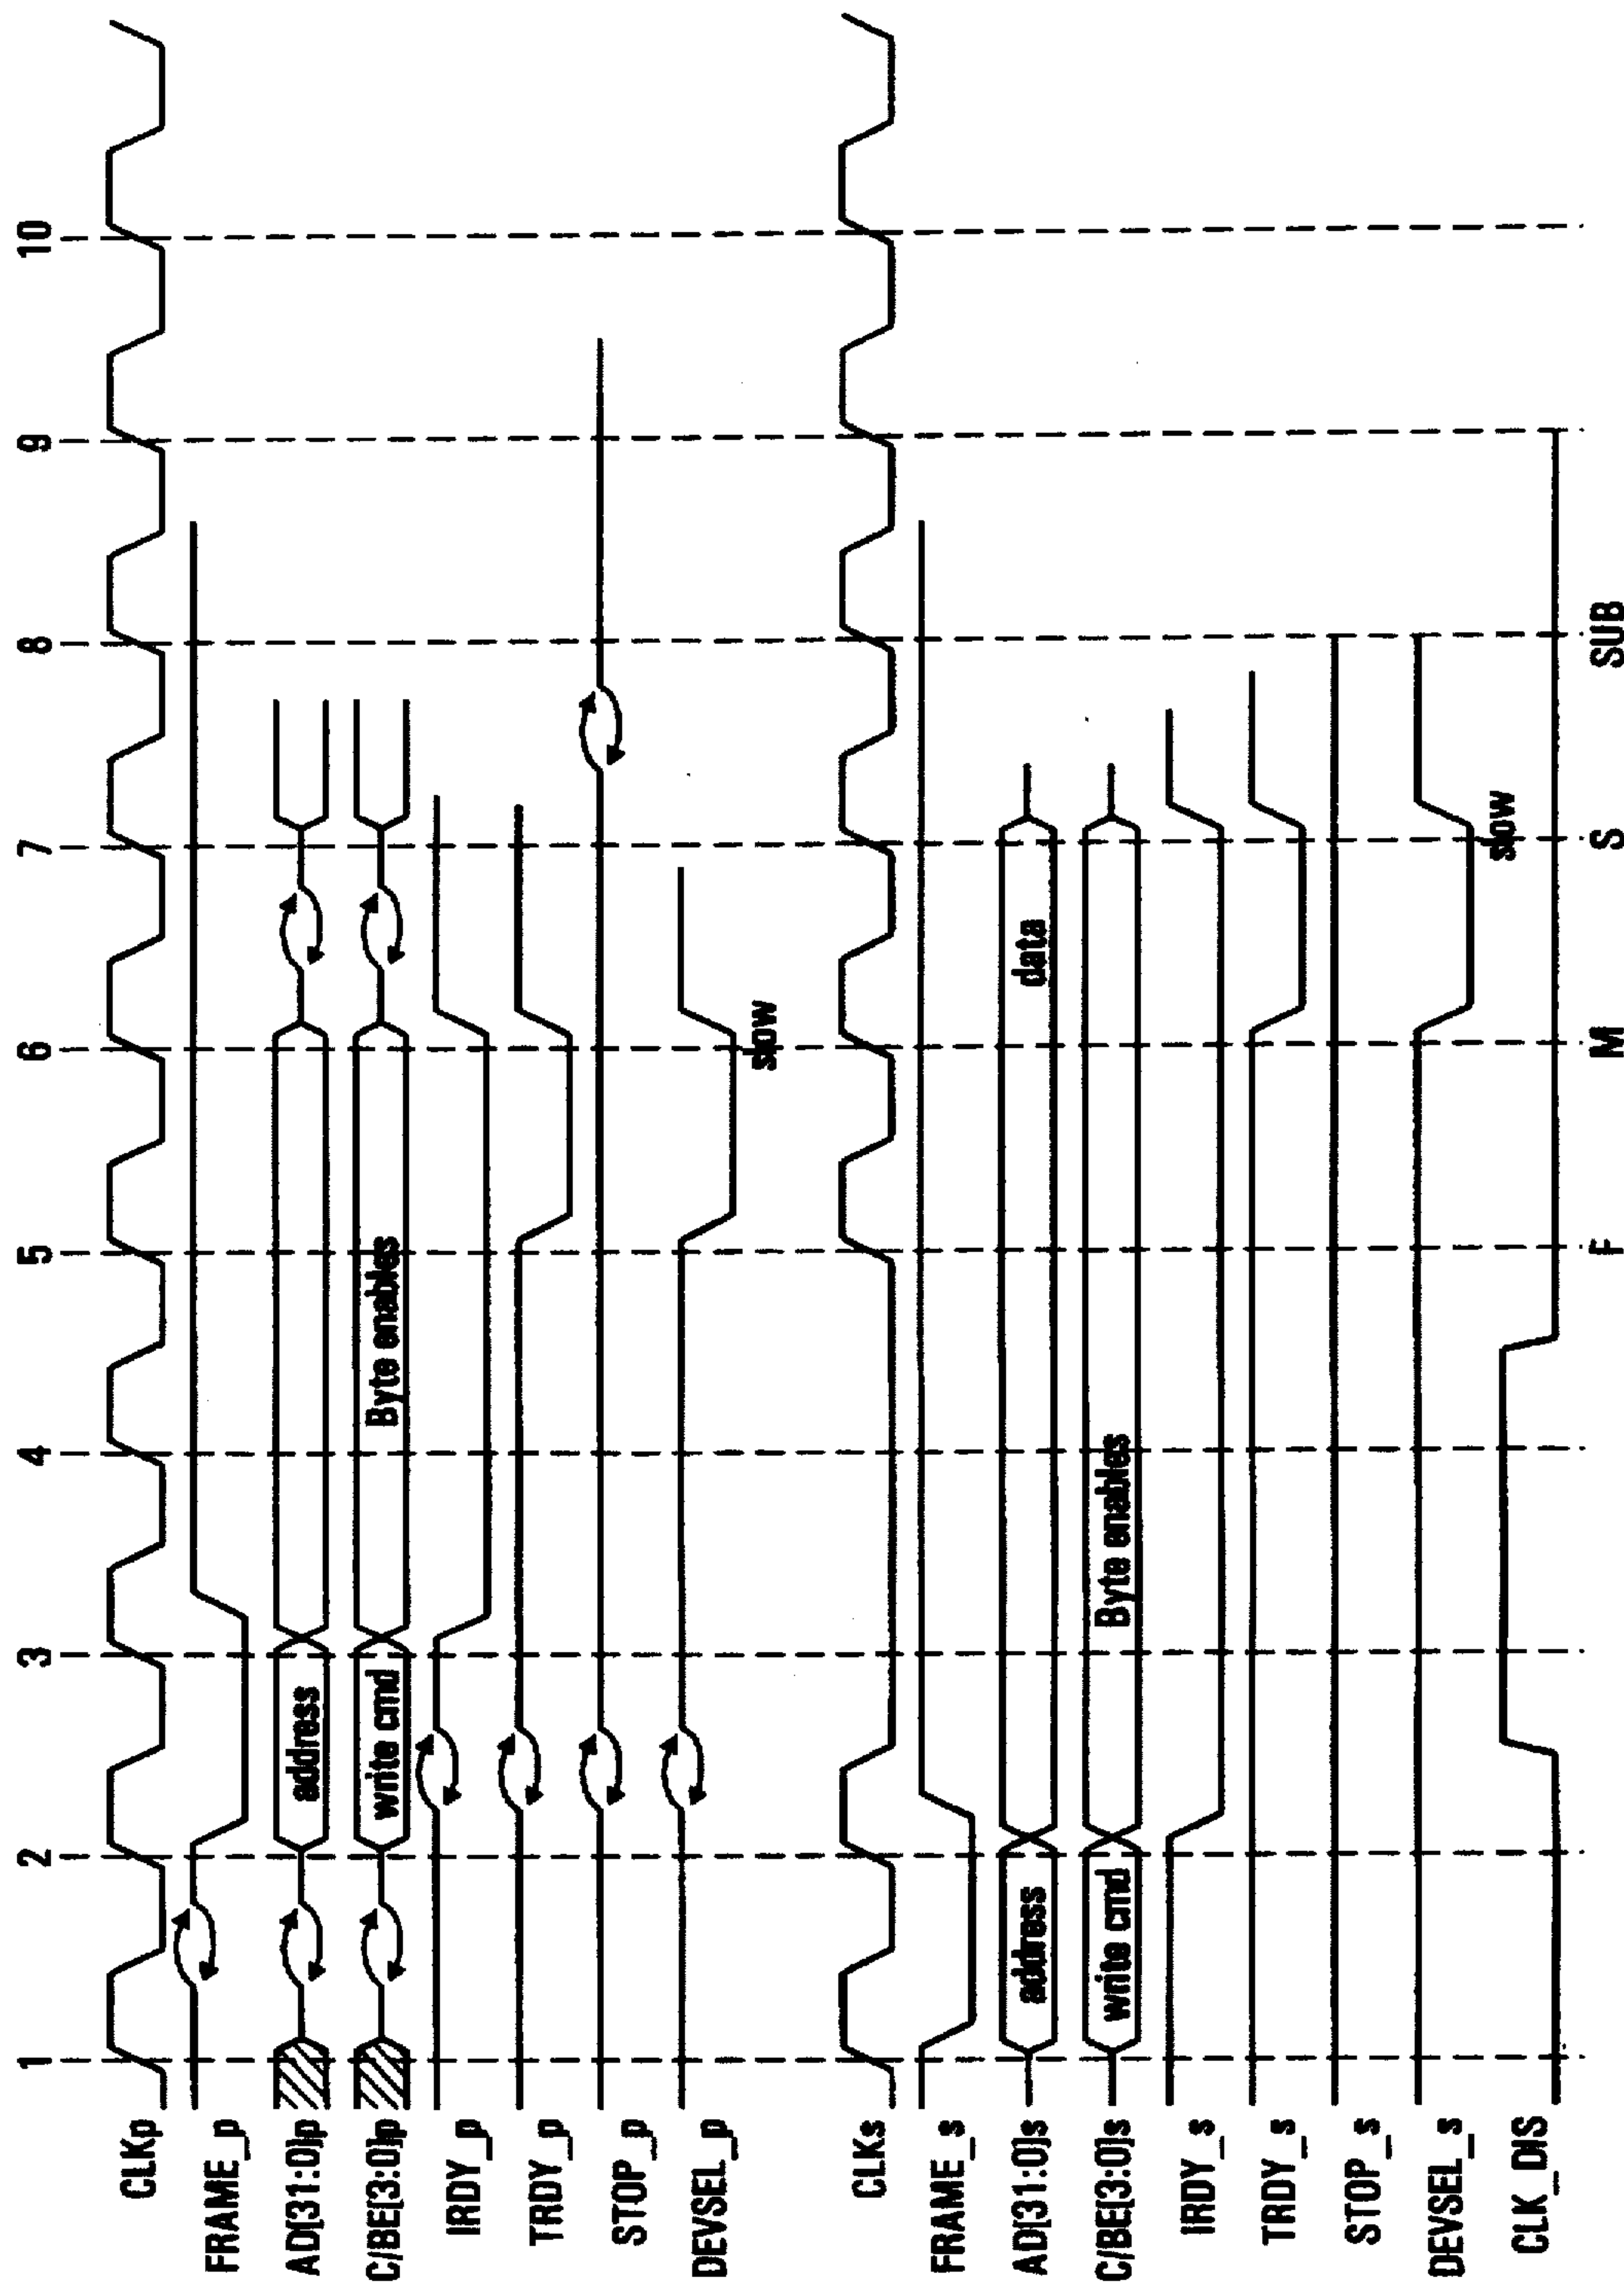 1 2 3 4 5 6 7 8 9 10
CLKp
FRAME_p
AD[31:0]p address
C/BE[3:0]p write cmd Byte enables
IRDY_p
TRDY_p
STOP_p
DEVSEL_p
slow
CLKs
FRAME_s
AD[31:0]s address data
C/BE[3:0]s write cmd Byte enables
IRDY_s
TRDY_s
STOP_s
DEVSEL_s
slow
CLK_DIS
F M S SUB